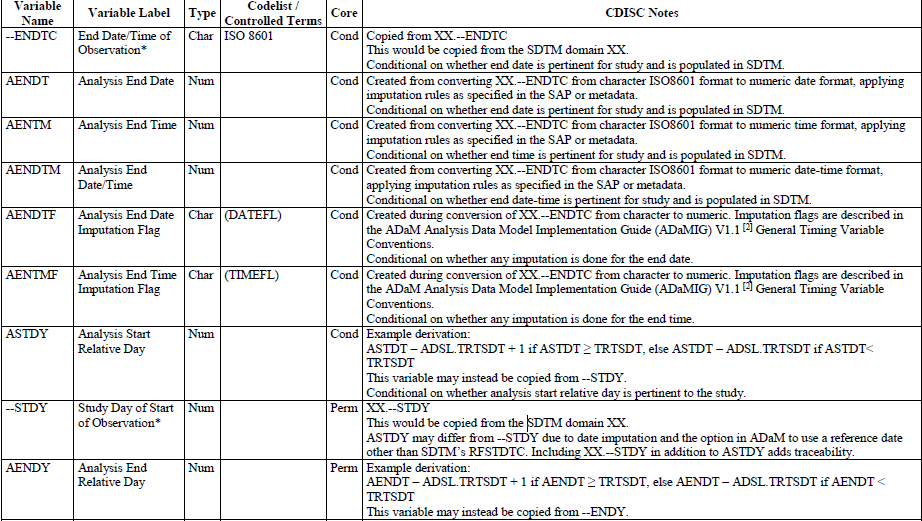 Variable Name Variable Label Type Codelist / Controlled Terms Core CDISC Notes
--ENDTC End Date/Time of Observation* Char ISO 8601 Cond Copied from XX.--ENDTC
This would be copied from the SDTM domain XX.
Conditional on whether end date is pertinent for study and is populated in SDTM.
AENDT Analysis End Date Num Cond Created from converting XX.--ENDTC from character ISO8601 format to numeric date format, applying
imputation rules as specified in the SAP or metadata.
Conditional on whether end date is pertinent for study and is populated in SDTM.
AENTM Analysis End Time Num Cond Created from converting XX.--ENDTC from character ISO8601 format to numeric time format, applying
imputation rules as specified in the SAP or metadata.
Conditional on whether end time is pertinent for study and is populated in SDTM.
AENDTM Analysis End Date/Time Num Cond Created from converting XX.--ENDTC from character ISO8601 format to numeric date-time format,
applying imputation rules as specified in the SAP or metadata.
Conditional on whether end date-time is pertinent for study and is populated in SDTM.
AENDTF Analysis End Date Imputation Flag Char (DATEFL) Cond Created during conversion of XX.--ENDTC from character to numeric. Imputation flags are described in
the ADaM Analysis Data Model Implementation Guide (ADaMIG) V1.1 [2] General Timing Variable
Conventions.
Conditional on whether any imputation is done for the end date.
AENTMF Analysis End Time Imputation Flag Char (TIMEFL) Cond Created during conversion of XX.--ENDTC from character to numeric. Imputation flags are described in
the ADaM Analysis Data Model Implementation Guide (ADaMIG) V1.1 [2] General Timing Variable
Conventions.
Conditional on whether any imputation is done for the end time.
ASTDY Analysis Start Relative Day Num Cond Example derivation:
ASTDT – ADSL.TRTSDT + 1 if ASTDT ≥ TRTSDT, else ASTDT – ADSL.TRTSDT if ASTDT<
TRTSDT
This variable may instead be copied from --STDY.
Conditional on whether analysis start relative day is pertinent to the study.
--STDY Study Day of Start of Observation* Num Perm XX.--STDY
This would be copied from the SDTM domain XX.
ASTDY may differ from --STDY due to date imputation and the option in ADaM to use a reference date
other than SDTM's RFSTDTC. Including XX.--STDY in addition to ASTDY adds traceability.
AENDY Analysis End Relative Day Num Perm Example derivation:
AENDT – ADSL.TRTSDT + 1 if AENDT ≥ TRTSDT, else AENDT – ADSL.TRTSDT if AENDT <
TRTSDT
This variable may instead be copied from --ENDY.